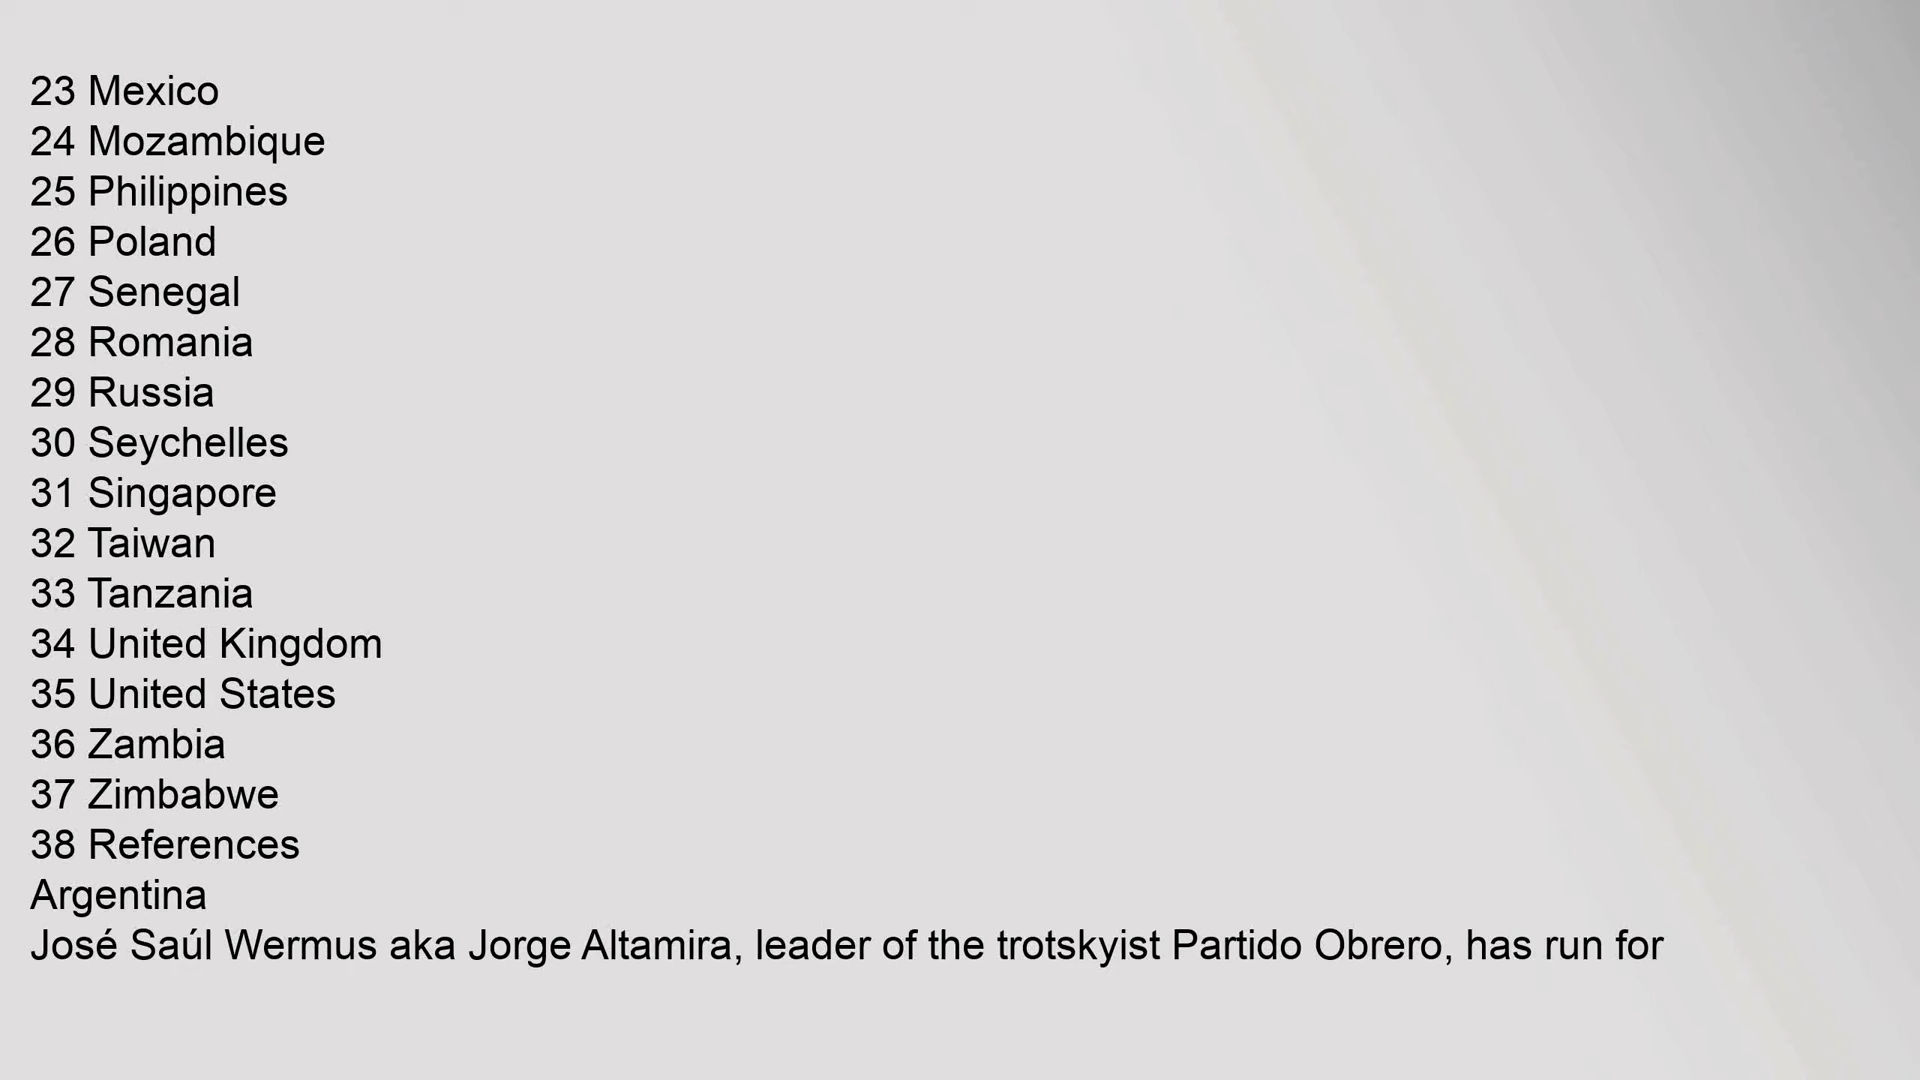 23 Mexico
24 Mozambique
25 Philippines
26 Poland
27 Senegal
28 Romania
29 Russia
30 Seychelles
31 Singapore
32 Taiwan
33 Tanzania
34 United Kingdom
35 United States
36 Zambia
37 Zimbabwe
38 References
Argentina
José Saúl Wermus aka Jorge Altamira, leader of the trotskyist Partido Obrero, has run for